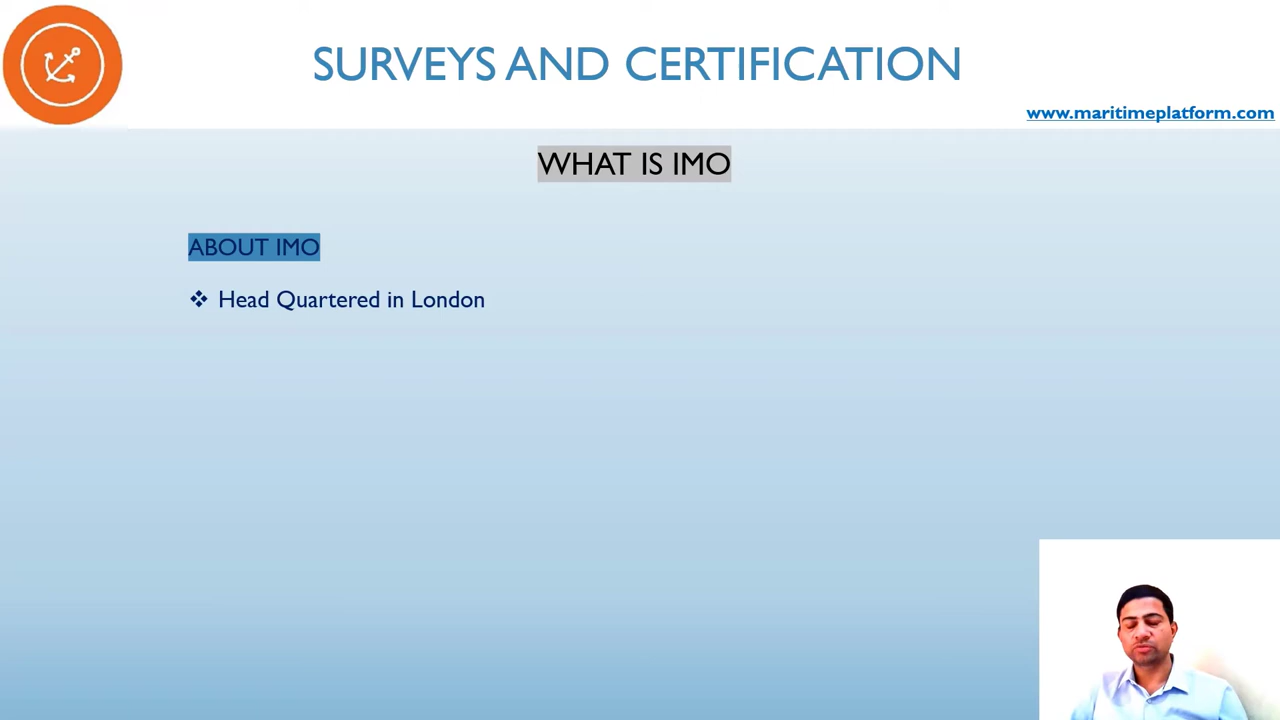 SURVEYS AND CERTIFICATION
www.maritimeplatform.com
WHAT IS IMO
ABOUT IMO
❖ Head Quartered in London